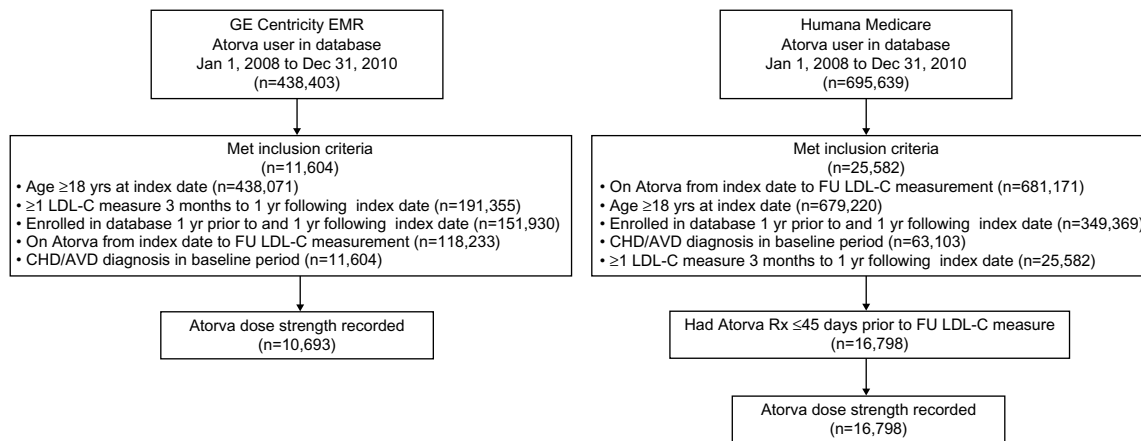 GE Centricity EMR
Atorva user in database
Jan 1, 2008 to Dec 31, 2010
(n=438,403)
Met inclusion criteria
(n=11,604)
• Age ≥18 yrs at index date (n=438,071)
• ≥1 LDL-C measure 3 months to 1 yr following index date (n=191,355)
• Enrolled in database 1 yr prior to and 1 yr following index date (n=151,930)
• On Atorva from index date to FU LDL-C measurement (n=118,233)
• CHD/AVD diagnosis in baseline period (n=11,604)
Atorva dose strength recorded
(n=10,693)
Humana Medicare
Atorva user in database
Jan 1, 2008 to Dec 31, 2010
(n=695,639)
Met inclusion criteria
(n=25,582)
• On Atorva from index date to FU LDL-C measurement (n=681,171)
• Age ≥18 yrs at index date (n=679,220)
• Enrolled in database 1 yr prior to and 1 yr following index date (n=349,369)
• CHD/AVD diagnosis in baseline period (n=63,103)
• ≥1 LDL-C measure 3 months to 1 yr following index date (n=25,582)
Had Atorva Rx ≤45 days prior to FU LDL-C measure
(n=16,798)
Atorva dose strength recorded
(n=16,798)